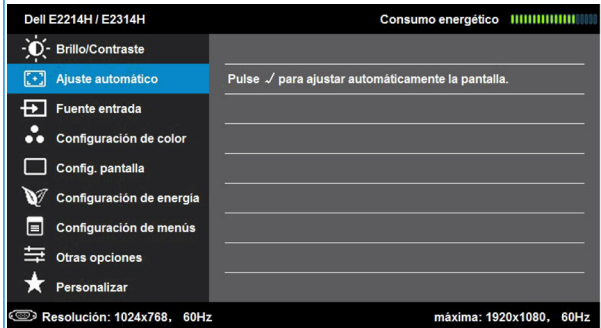 Dell E2214H / E2314H Consumo energético
Brillo/Contraste
Ajuste automático Pulse ✓ para ajustar automáticamente la pantalla.
Fuente entrada
Configuración de color
Config. pantalla
Configuración de energía
Configuración de menús
Otras opciones
Personalizar
Resolución: 1024x768, 60Hz máxima: 1920x1080, 60Hz